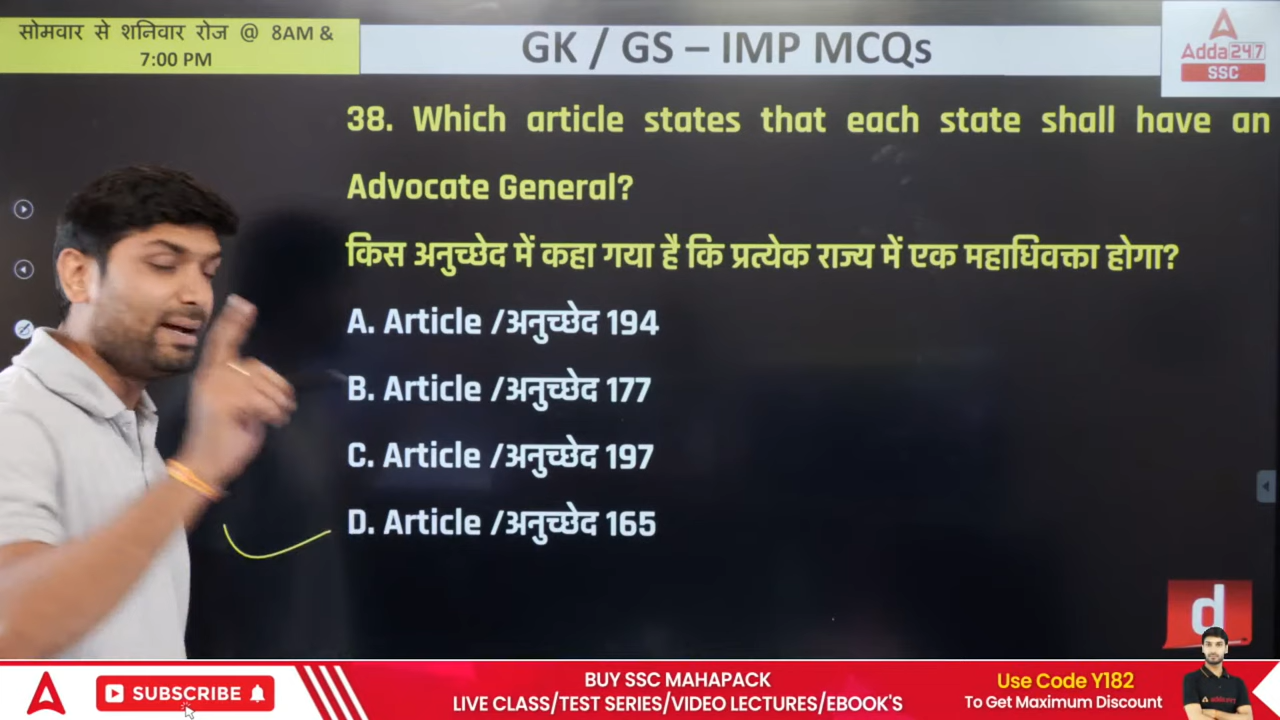 सोमवार से शनिवार रोज @ 8AM &
7:00 PM
GK / GS – IMP MCQs
Adda247
SSC
38. Which article states that each state shall have an
Advocate General?
किस अनुच्छेद में कहा गया है कि प्रत्येक राज्य में एक महाधिवक्ता होगा?
A. Article /अनुच्छेद 194
B. Article /अनुच्छेद 177
C. Article /अनुच्छेद 197
D. Article /अनुच्छेद 165
d
SUBSCRIBE
BUY SSC MAHAPACK
LIVE CLASS/TEST SERIES/VIDEO LECTURES/EBOOK'S
Use Code Y182
To Get Maximum Discount